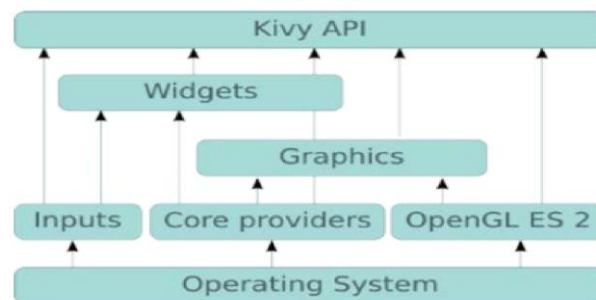 Kivy API
Widgets
Graphics
Inputs
Core providers
OpenGL ES 2
Operating System